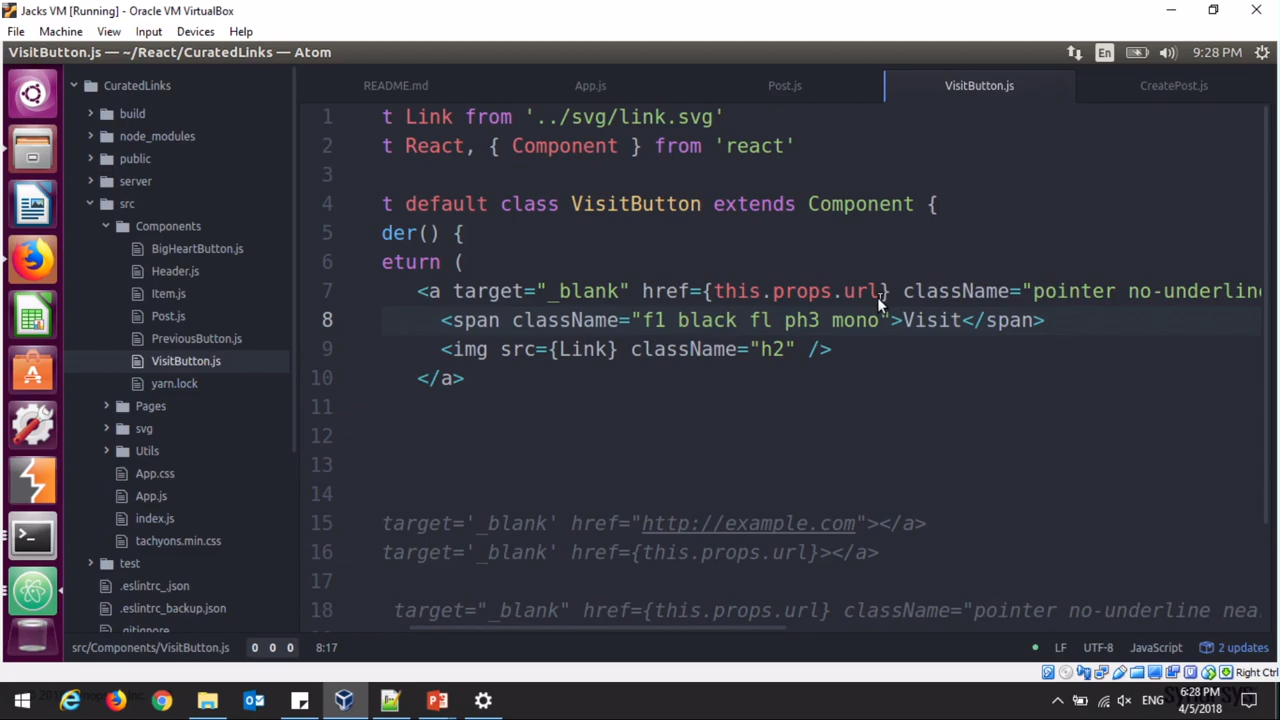 Jacks VM [Running] - Oracle VM VirtualBox
File Machine View Input Devices Help
VisitButton.js — ~/React/CuratedLinks — Atom
En
9:28 PM
CuratedLinks
build
node_modules
public
server
src
Components
BigHeartButton.js
Header.js
Item.js
Post.js
PreviousButton.js
VisitButton.js
yarn.lock
Pages
svg
Utils
App.css
App.js
index.js
tachyons.min.css
test
.eslintrc_.json
.eslintrc_backup.json
.gitignore
README.md App.js Post.js VisitButton.js CreatePost.js
1 t Link from '../svg/link.svg'
2 t React, { Component } from 'react'
3
4 t default class VisitButton extends Component {
5 der() {
6 eturn (
7 <a target="_blank" href={this.props.url} className="pointer no-underline
8 <span className="f1 black fl ph3 mono">Visit</span>
9 <img src={Link} className="h2" />
10 </a>
11
12
13
14
15 target='_blank' href="http://example.com"></a>
16 target='_blank' href={this.props.url}></a>
17
18 target="_blank" href={this.props.url} className="pointer no-underline nea
src/Components/VisitButton.js 0 0 0 8:17 LF UTF-8 JavaScript 2 updates
Right Ctrl
ENG
6:28 PM
4/5/2018